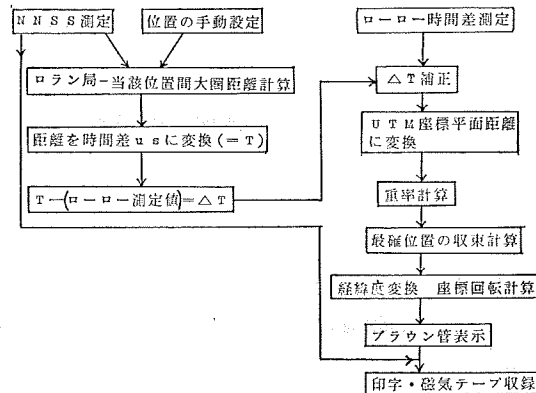 NNSS測定
位置の手動設定
ロラン局-当該位置間大圏距離計算
距離を時間差usに変換(=T)
T-(ローロー測定値)=△T
ローロー時間差測定
△T補正
UTM座標平面距離
に変換
重率計算
最確位置の収束計算
経緯度変換 座標回転計算
ブラウン管表示
印字・磁気テープ収録